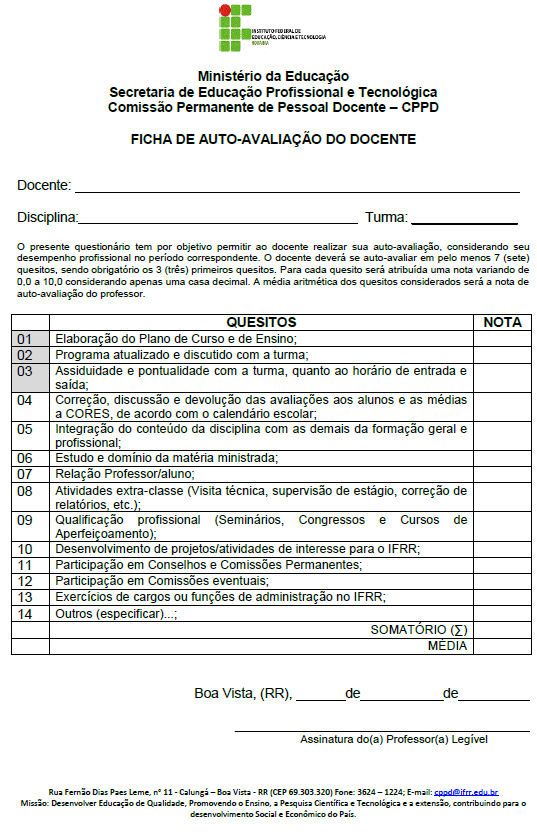 INSTITUTO FEDERAL DE
EDUCAÇÃO, CIÊNCIA E TECNOLOGIA
RORAIMA
Ministério da Educação
Secretaria de Educação Profissional e Tecnológica
Comissão Permanente de Pessoal Docente – CPPD
FICHA DE AUTO-AVALIAÇÃO DO DOCENTE
Docente:
Disciplina: Turma:
O presente questionário tem por objetivo permitir ao docente realizar sua auto-avaliação, considerando seu
desempenho profissional no período correspondente. O docente deverá se auto-avaliar em pelo menos 7 (sete)
quesitos, sendo obrigatório os 3 (três) primeiros quesitos. Para cada quesito será atribuída uma nota variando de
0,0 a 10,0 considerando apenas uma casa decimal. A média aritmética dos quesitos considerados será a nota de
auto-avaliação do professor.
QUESITOS NOTA
01 Elaboração do Plano de Curso e de Ensino;
02 Programa atualizado e discutido com a turma;
03 Assiduidade e pontualidade com a turma, quanto ao horário de entrada e
saída;
04 Correção, discussão e devolução das avaliações aos alunos e as médias
a CORES, de acordo com o calendário escolar;
05 Integração do conteúdo da disciplina com as demais da formação geral e
profissional;
06 Estudo e domínio da matéria ministrada;
07 Relação Professor/aluno;
08 Atividades extra-classe (Visita técnica, supervisão de estágio, correção de
relatórios, etc.);
09 Qualificação profissional (Seminários, Congressos e Cursos de
Aperfeiçoamento);
10 Desenvolvimento de projetos/atividades de interesse para o IFRR;
11 Participação em Conselhos e Comissões Permanentes;
12 Participação em Comissões eventuais;
13 Exercícios de cargos ou funções de administração no IFRR;
14 Outros (especificar)...;
SOMATÓRIO (∑)
MÉDIA
Boa Vista, (RR), ______de__________de__________
Assinatura do(a) Professor(a) Legível
Rua Fernão Dias Paes Leme, n° 11 - Calungá – Boa Vista - RR (CEP 69.303.320) Fone: 3624 – 1224; E-mail: cppd@ifrr.edu.br
Missão: Desenvolver Educação de Qualidade, Promovendo o Ensino, a Pesquisa Científica e Tecnológica e a extensão, contribuindo para o
desenvolvimento Social e Econômico do País.